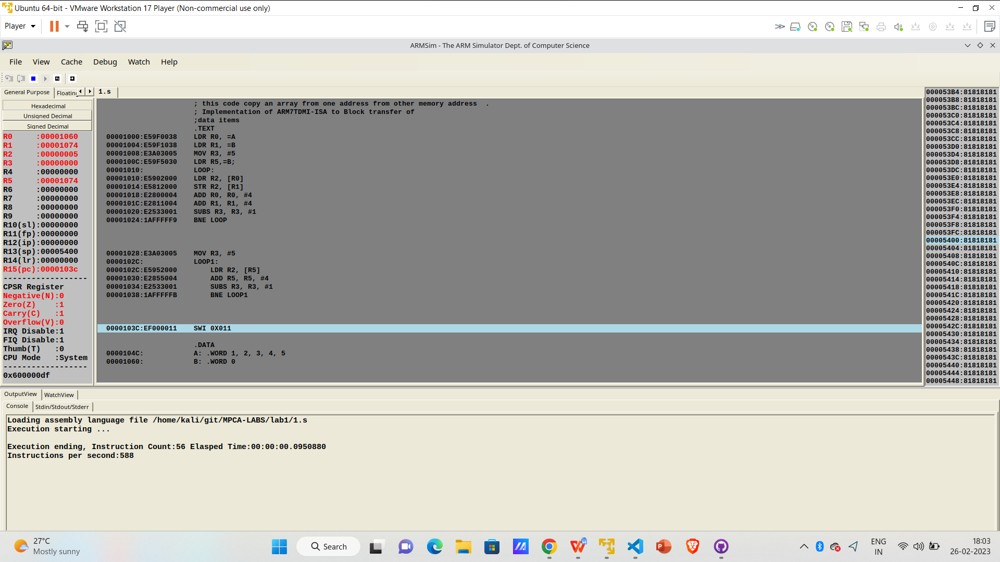 Ubuntu 64-bit - VMware Workstation 17 Player (Non-commercial use only)
Player
ARMSim - The ARM Simulator Dept. of Computer Science
File View Cache Debug Watch Help
General Purpose Floating
1.s
Hexadecimal
Unsigned Decimal
Signed Decimal
R0 :00001060
R1 :00001074
R2 :00000005
R3 :00000000
R4 :00000000
R5 :00001074
R6 :00000000
R7 :00000000
R8 :00000000
R9 :00000000
R10(sl):00000000
R11(fp):00000000
R12(ip):00000000
R13(sp):00005400
R14(lr):00000000
R15(pc):0000103c
------------------
CPSR Register
Negative(N):0
Zero(Z) :1
Carry(C) :1
Overflow(V):0
IRQ Disable:1
FIQ Disable:1
Thumb(T) :0
CPU Mode :System
------------------
0x600000df
; this code copy an array from one address from other memory address .
; Implementation of ARM7TDMI-ISA to Block transfer of
;data items
.TEXT
00001000:E59F0038 LDR R0, =A
00001004:E59F1038 LDR R1, =B
00001008:E3A03005 MOV R3, #5
0000100C:E59F5030 LDR R5,=B;
00001010: LOOP:
00001010:E5902000 LDR R2, [R0]
00001014:E5812000 STR R2, [R1]
00001018:E2800004 ADD R0, R0, #4
0000101C:E2811004 ADD R1, R1, #4
00001020:E2533001 SUBS R3, R3, #1
00001024:1AFFFFF9 BNE LOOP
00001028:E3A03005 MOV R3, #5
0000102C: LOOP1:
0000102C:E5952000 LDR R2, [R5]
00001030:E2855004 ADD R5, R5, #4
00001034:E2533001 SUBS R3, R3, #1
00001038:1AFFFFFB BNE LOOP1
0000103C:EF000011 SWI 0X011
.DATA
0000104C: A: .WORD 1, 2, 3, 4, 5
00001060: B: .WORD 0
000053B4:81818181
000053B8:81818181
000053BC:81818181
000053C0:81818181
000053C4:81818181
000053C8:81818181
000053CC:81818181
000053D0:81818181
000053D4:81818181
000053D8:81818181
000053DC:81818181
000053E0:81818181
000053E4:81818181
000053E8:81818181
000053EC:81818181
000053F0:81818181
000053F4:81818181
000053F8:81818181
000053FC:81818181
00005400:81818181
00005404:81818181
00005408:81818181
0000540C:81818181
00005410:81818181
00005414:81818181
00005418:81818181
0000541C:81818181
00005420:81818181
00005424:81818181
00005428:81818181
0000542C:81818181
00005430:81818181
00005434:81818181
00005438:81818181
0000543C:81818181
00005440:81818181
00005444:81818181
00005448:81818181
OutputView WatchView
Console Stdin/Stdout/Stderr
Loading assembly language file /home/kali/git/MPCA-LABS/lab1/1.s
Execution starting ...
Execution ending, Instruction Count:56 Elasped Time:00:00:00.0950880
Instructions per second:588
27°C
Mostly sunny
Search
ENG
IN
18:03
26-02-2023